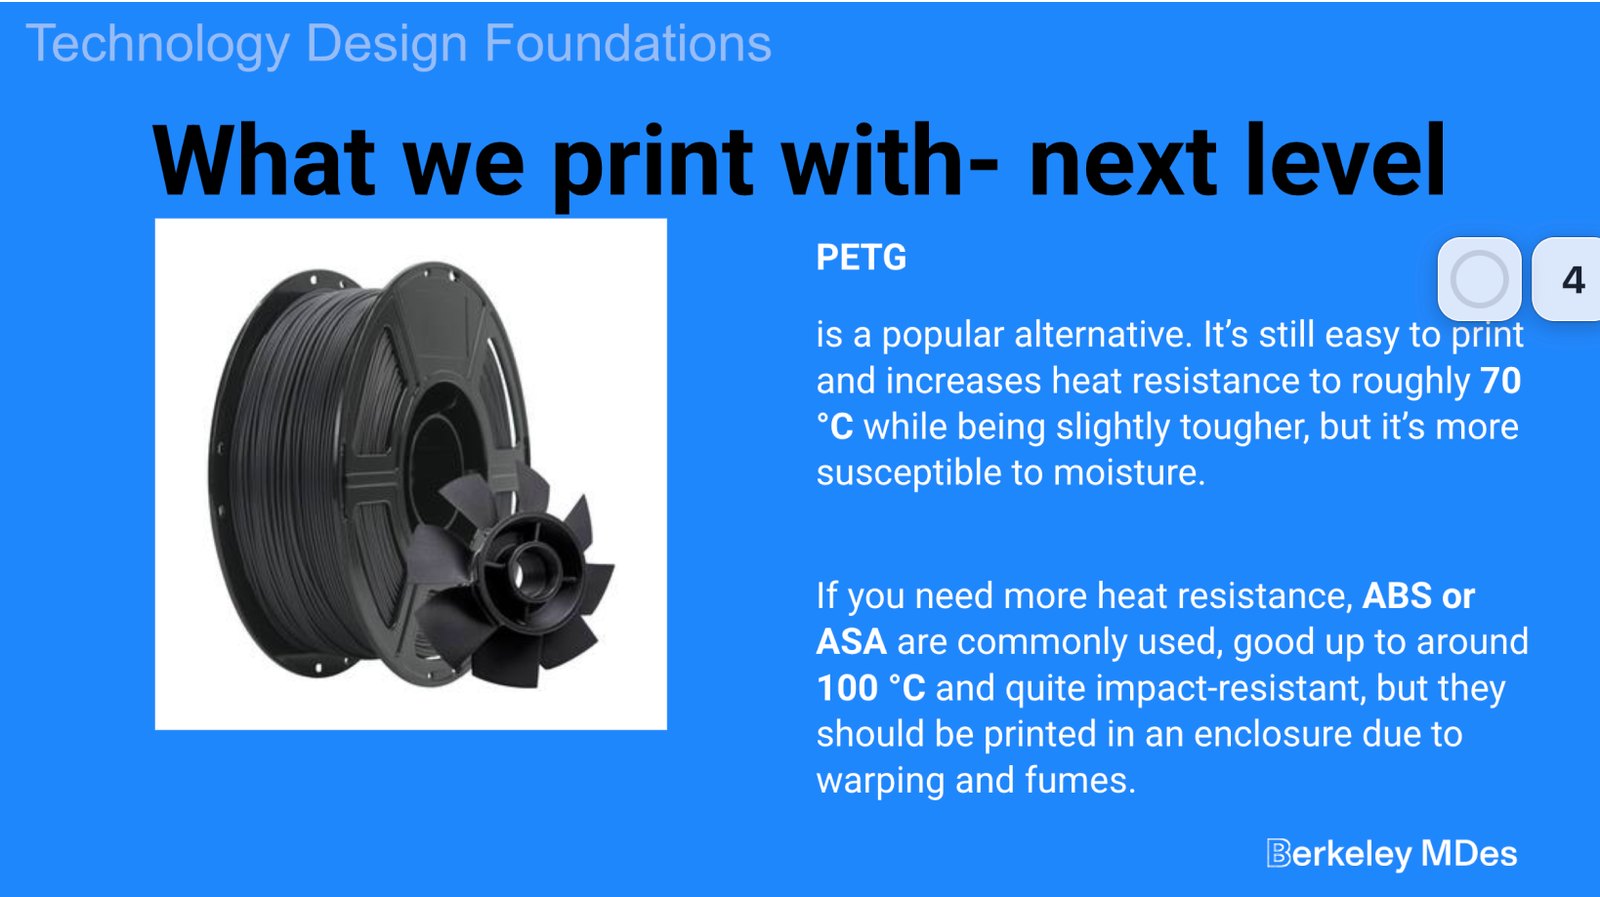 Technology Design Foundations
What we print with- next level
PETG
4
is a popular alternative. It’s still easy to print
and increases heat resistance to roughly 70
°C while being slightly tougher, but it’s more
susceptible to moisture.
If you need more heat resistance, ABS or
ASA are commonly used, good up to around
100 °C and quite impact-resistant, but they
should be printed in an enclosure due to
warping and fumes.
Berkeley MDes